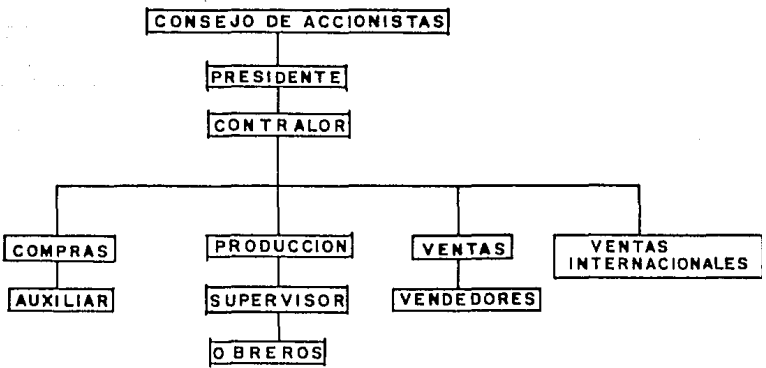 CONSEJO DE ACCIONISTAS
PRESIDENTE
CONTRALOR
COMPRAS
PRODUCCION
VENTAS
VENTAS
INTERNACIONALES
AUXILIAR
SUPERVISOR
VENDEDORES
OBREROS